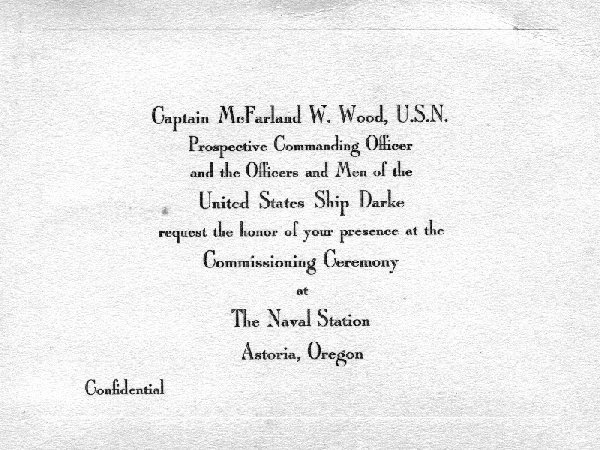 Captain McFarland W. Wood, U.S.N.
Prospective Commanding Officer
and the Officers and Men of the
United States Ship Darke
request the honor of your presence at the
Commissioning Ceremony
at
The Naval Station
Astoria, Oregon
Confidential